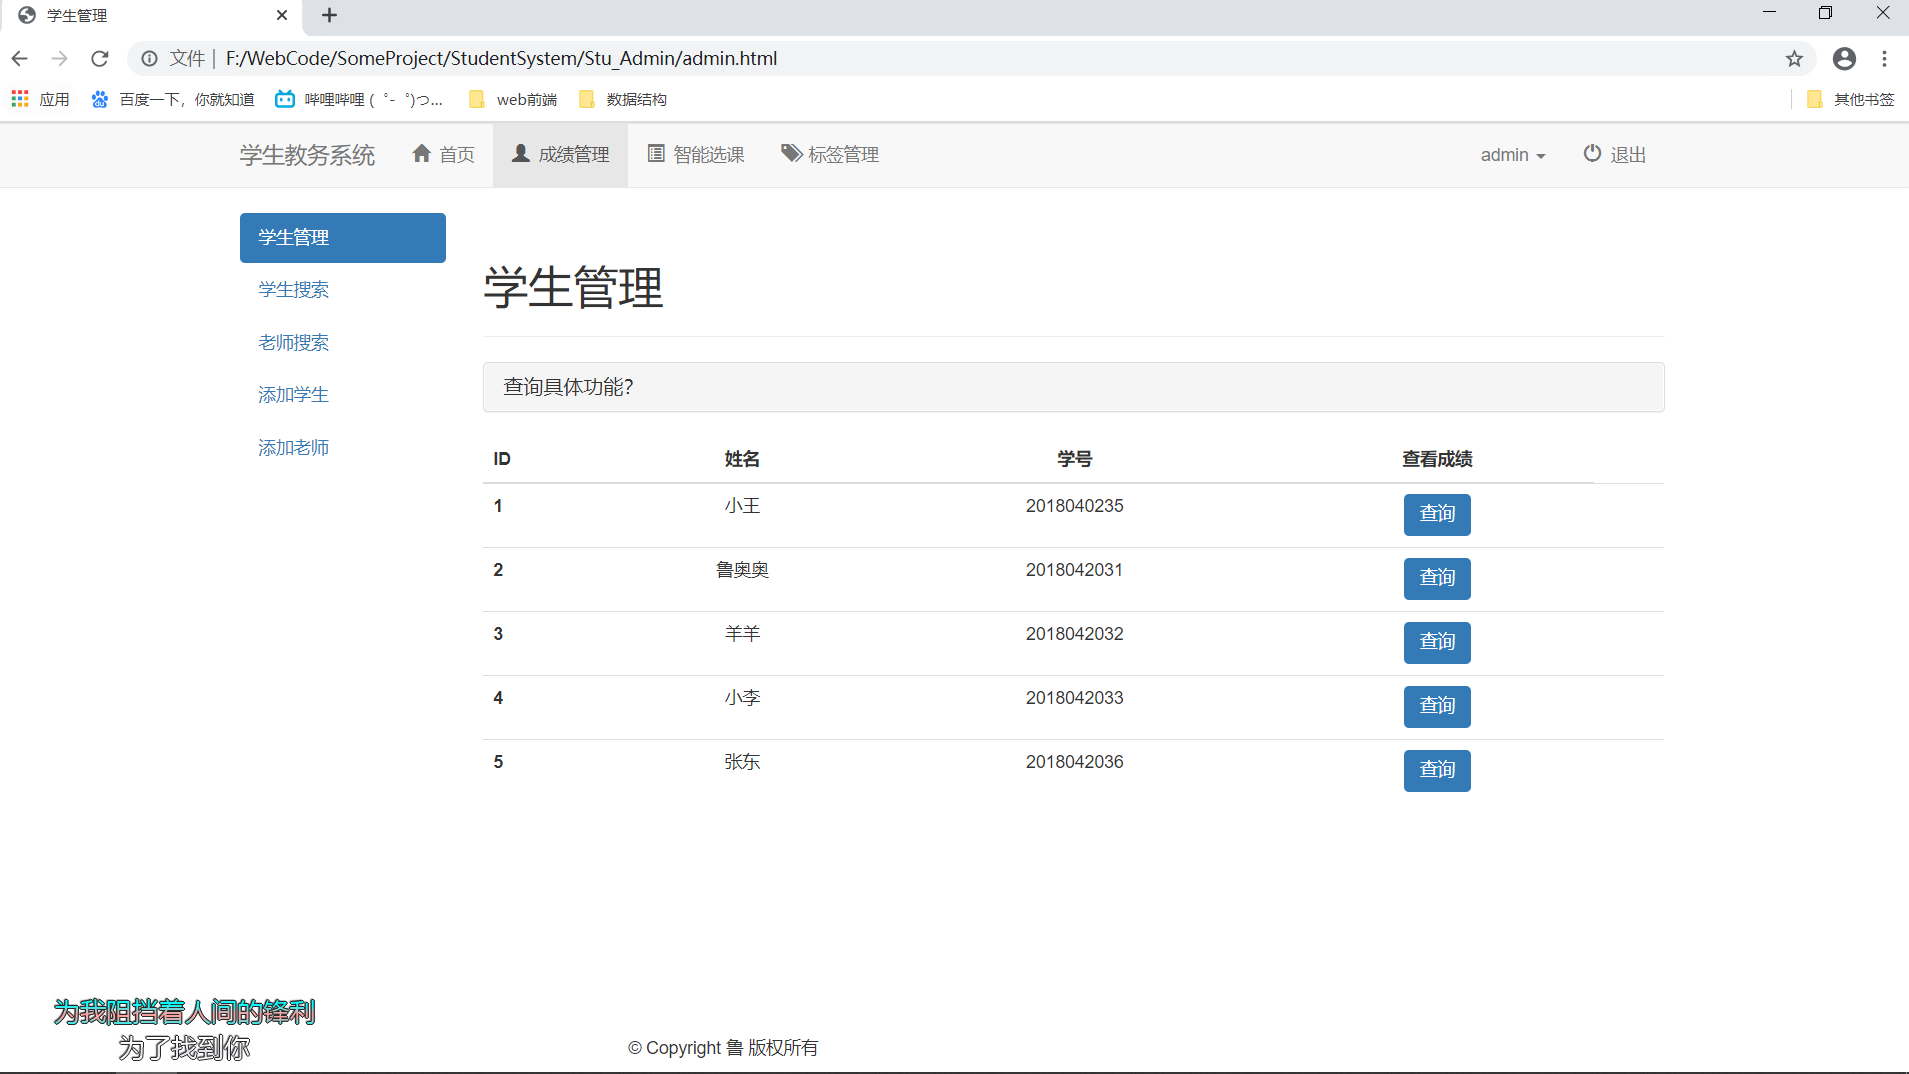 学生管理
文件 | F:/WebCode/SomeProject/StudentSystem/Stu_Admin/admin.html
应用 百度一下，你就知道 哔哩哔哩 ( ゜- ゜)つ... web前端 数据结构 其他书签
学生教务系统 首页 成绩管理 智能选课 标签管理 admin 退出
学生管理
学生搜索
老师搜索
添加学生
添加老师
学生管理
查询具体功能?
ID 姓名 学号 查看成绩
1 小王 2018040235 查询
2 鲁奥奥 2018042031 查询
3 羊羊 2018042032 查询
4 小李 2018042033 查询
5 张东 2018042036 查询
为我阻挡着人间的锋利
为了找到你
© Copyright 鲁 版权所有